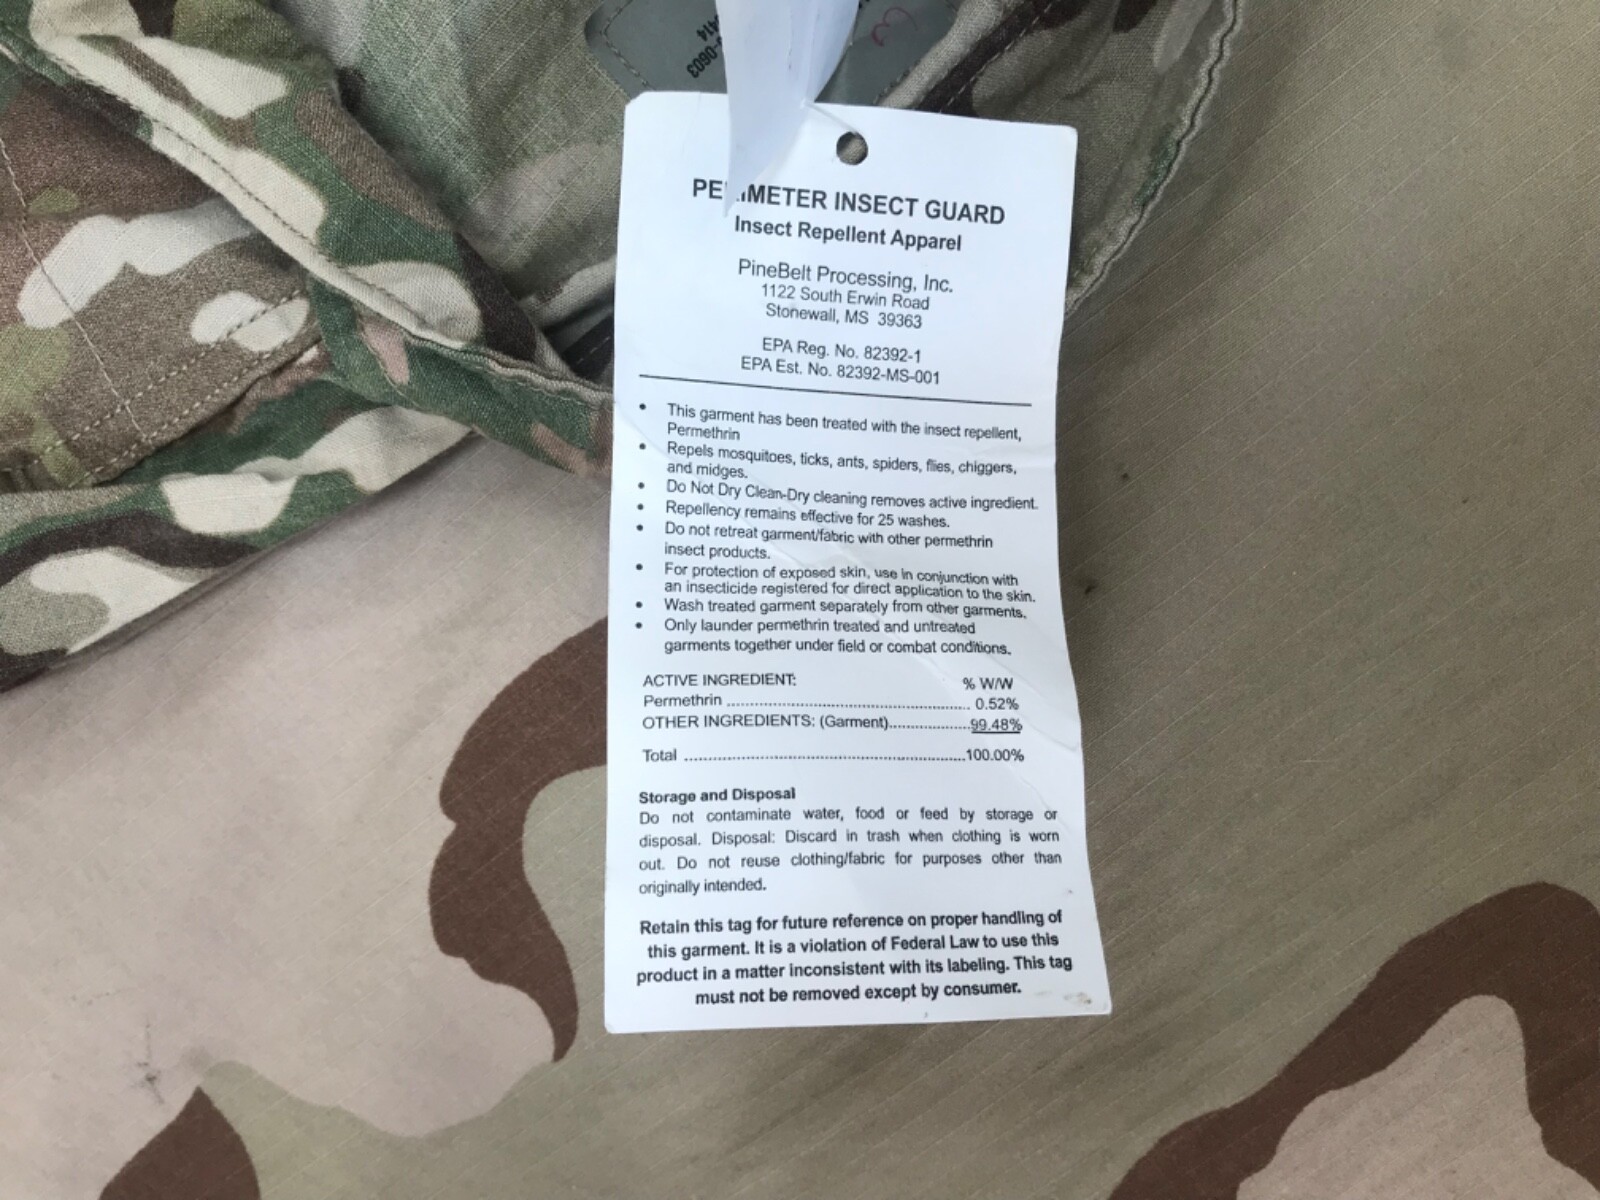 0603
414
PE IMETER INSECT GUARD
Insect Repellent Apparel
PineBelt Processing, Inc.
1122 South Erwin Road
Stonewall, MS 39363
EPA Reg. No. 82392-1
EPA Est. No. 82392-MS-001
• This garment has been treated with the insect repellent,
Permethrin
• Repels mosquitoes, ticks, ants, spiders, flies, chiggers,
and midges.
• Do Not Dry Clean-Dry cleaning removes active ingredient.
• Repellency remains effective for 25 washes.
• Do not retreat garment/fabric with other permethrin
insect products.
• For protection of exposed skin, use in conjunction with
an insecticide registered for direct application to the skin.
• Wash treated garment separately from other garments.
• Only launder permethrin treated and untreated
garments together under field or combat conditions.
ACTIVE INGREDIENT: % W/W
Permethrin ........................................................ 0.52%
OTHER INGREDIENTS: (Garment)...................99.48%
Total .................................................................100.00%
Storage and Disposal
Do not contaminate water, food or feed by storage or
disposal. Disposal: Discard in trash when clothing is worn
out. Do not reuse clothing/fabric for purposes other than
originally intended.
Retain this tag for future reference on proper handling of
this garment. It is a violation of Federal Law to use this
product in a matter inconsistent with its labeling. This tag
must not be removed except by consumer.